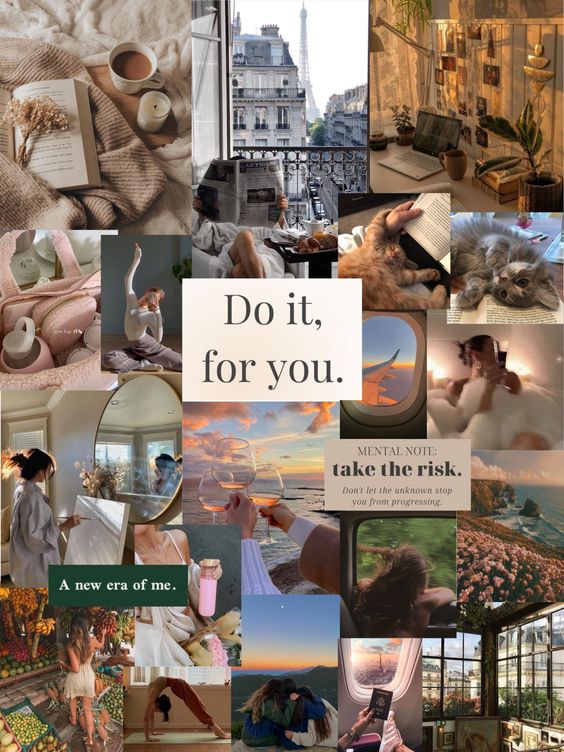 Do it,
for you.
MENTAL NOTE:
take the risk.
Don't let the unknown stop
you from progressing.
A new era of me.